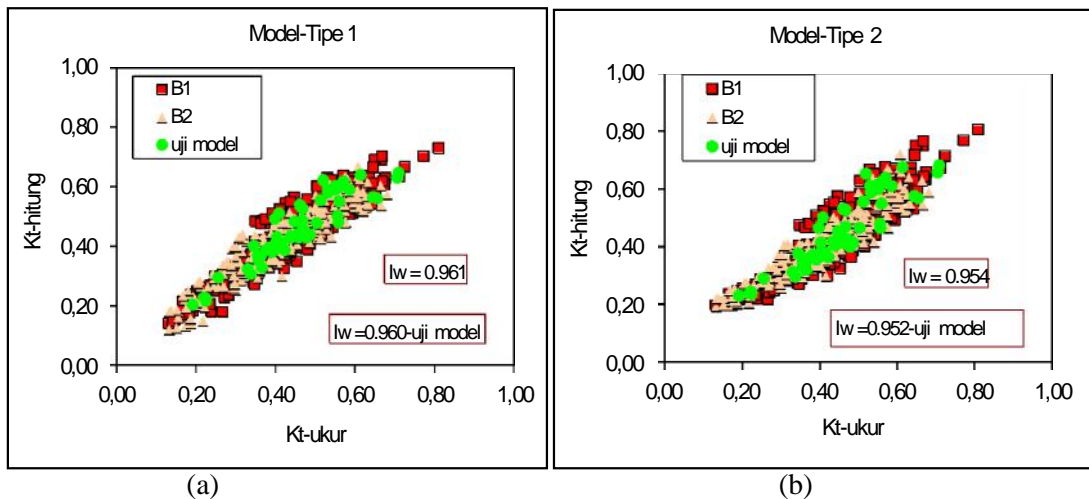 Model-Tipe 1
1,00
0,80
0,60
0,40
0,20
0,00
Kt-hitung
B1
B2
uji model
Iw = 0.961
Iw =0.960-uji model
0,00 0,20 0,40 0,60 0,80 1,00
Kt-ukur
(a)
Model-Tipe 2
1,00
0,80
0,60
0,40
0,20
0,00
Kt-hitung
B1
B2
uji model
Iw = 0.954
Iw =0.952-uji model
0,00 0,20 0,40 0,60 0,80 1,00
Kt-ukur
(b)